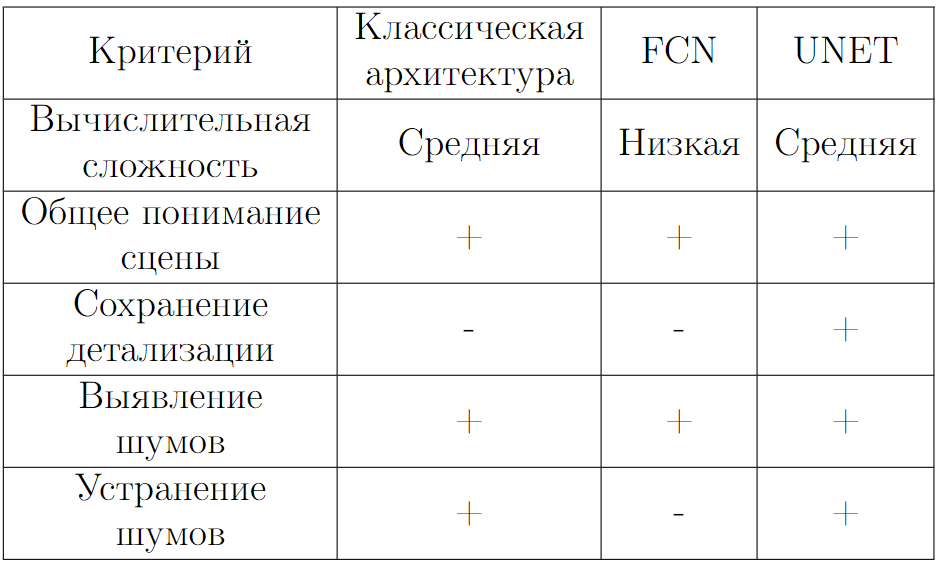 Критерий Классическая архитектура FCN UNET
Вычислительная сложность Средняя Низкая Средняя
Общее понимание сцены + + +
Сохранение детализации - - +
Выявление шумов + + +
Устранение шумов + - +